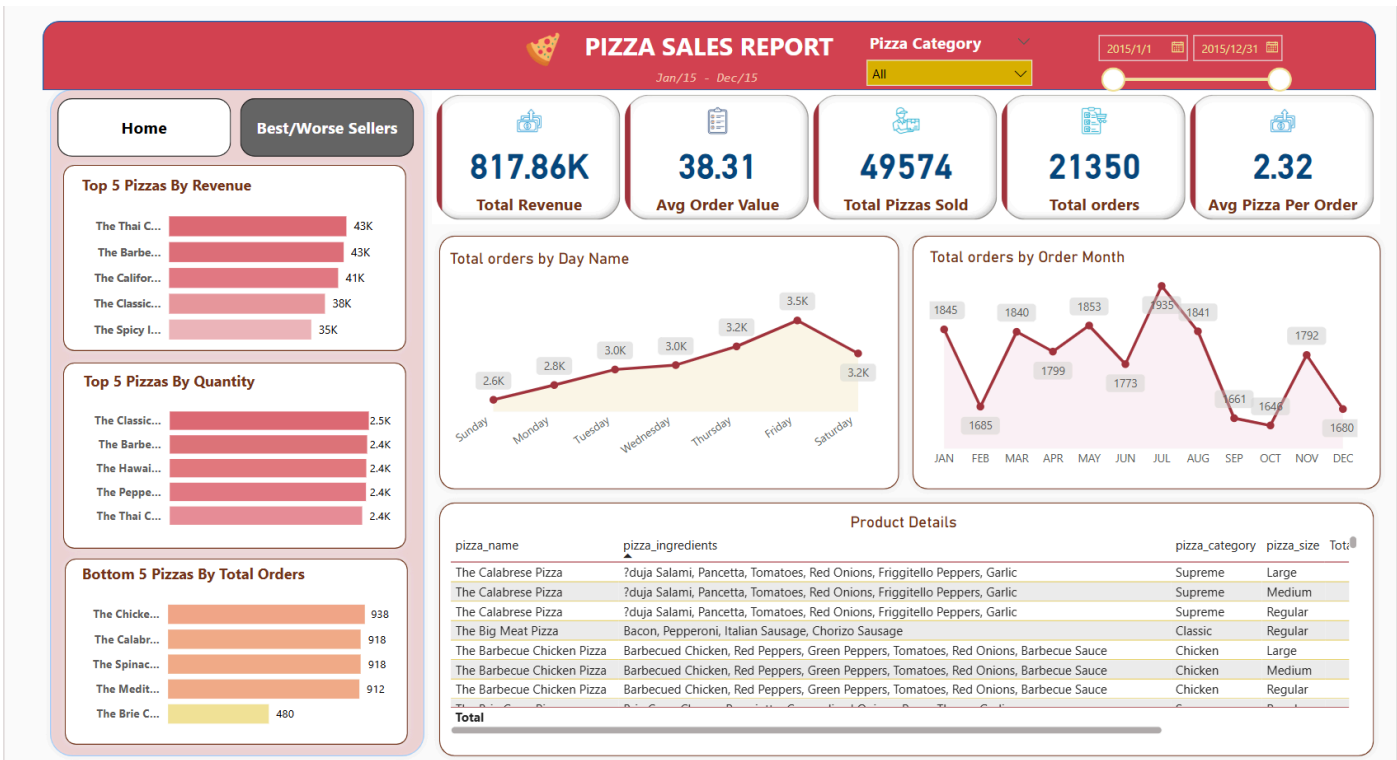 PIZZA SALES REPORT
Jan/15 - Dec/15
Pizza Category
All
2015/1/1
2015/12/31
Home
Best/Worse Sellers
817.86K
Total Revenue
38.31
Avg Order Value
49574
Total Pizzas Sold
21350
Total orders
2.32
Avg Pizza Per Order
Top 5 Pizzas By Revenue
The Thai C... 43K
The Barbe... 43K
The Califor... 41K
The Classic... 38K
The Spicy I... 35K
Top 5 Pizzas By Quantity
The Classic... 2.5K
The Barbe... 2.4K
The Hawai... 2.4K
The Peppe... 2.4K
The Thai C... 2.4K
Bottom 5 Pizzas By Total Orders
The Chicke... 938
The Calabr... 918
The Spinac... 918
The Medit... 912
The Brie C... 480
Total orders by Day Name
2.6K 2.8K 3.0K 3.0K 3.2K 3.5K 3.2K
Sunday Monday Tuesday Wednesday Thursday Friday Saturday
Total orders by Order Month
1845 1685 1840 1799 1853 1773 1935 1841 1661 1646 1792 1680
JAN FEB MAR APR MAY JUN JUL AUG SEP OCT NOV DEC
Product Details
pizza_name pizza_ingredients pizza_category pizza_size Tota
The Calabrese Pizza ?duja Salami, Pancetta, Tomatoes, Red Onions, Friggitello Peppers, Garlic Supreme Large
The Calabrese Pizza ?duja Salami, Pancetta, Tomatoes, Red Onions, Friggitello Peppers, Garlic Supreme Medium
The Calabrese Pizza ?duja Salami, Pancetta, Tomatoes, Red Onions, Friggitello Peppers, Garlic Supreme Regular
The Big Meat Pizza Bacon, Pepperoni, Italian Sausage, Chorizo Sausage Classic Regular
The Barbecue Chicken Pizza Barbecued Chicken, Red Peppers, Green Peppers, Tomatoes, Red Onions, Barbecue Sauce Chicken Large
The Barbecue Chicken Pizza Barbecued Chicken, Red Peppers, Green Peppers, Tomatoes, Red Onions, Barbecue Sauce Chicken Medium
The Barbecue Chicken Pizza Barbecued Chicken, Red Peppers, Green Peppers, Tomatoes, Red Onions, Barbecue Sauce Chicken Regular
Total